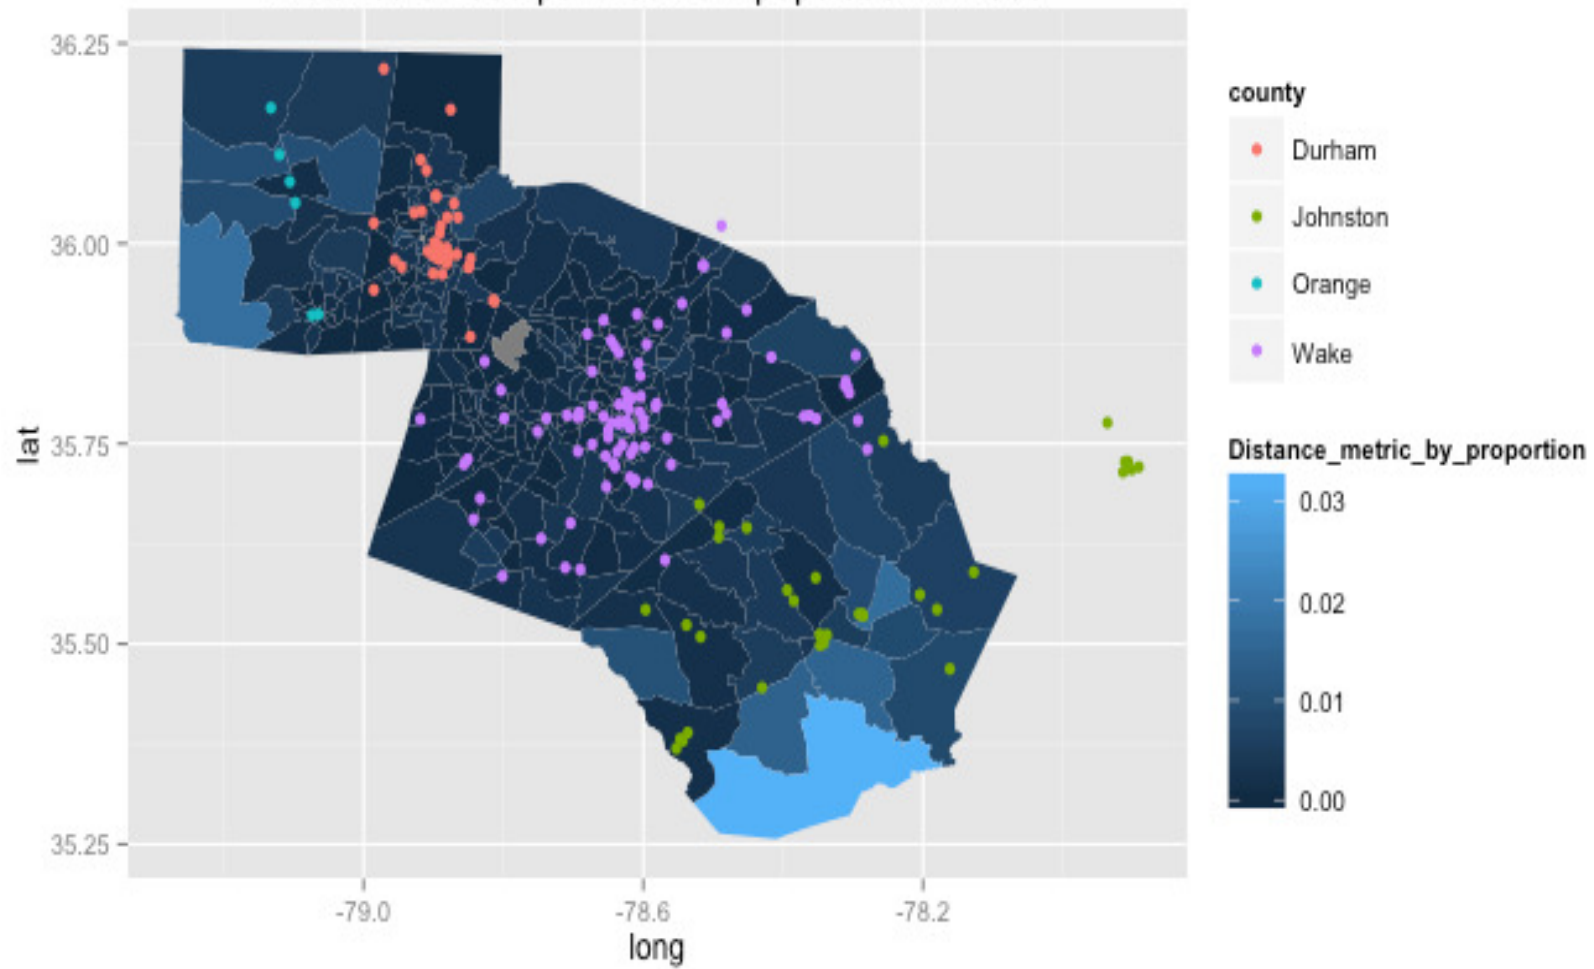 36.25
36.00
35.75
35.50
35.25
lat
-79.0
-78.6
-78.2
long
county
Durham
Johnston
Orange
Wake
Distance_metric_by_proportion
0.03
0.02
0.01
0.00